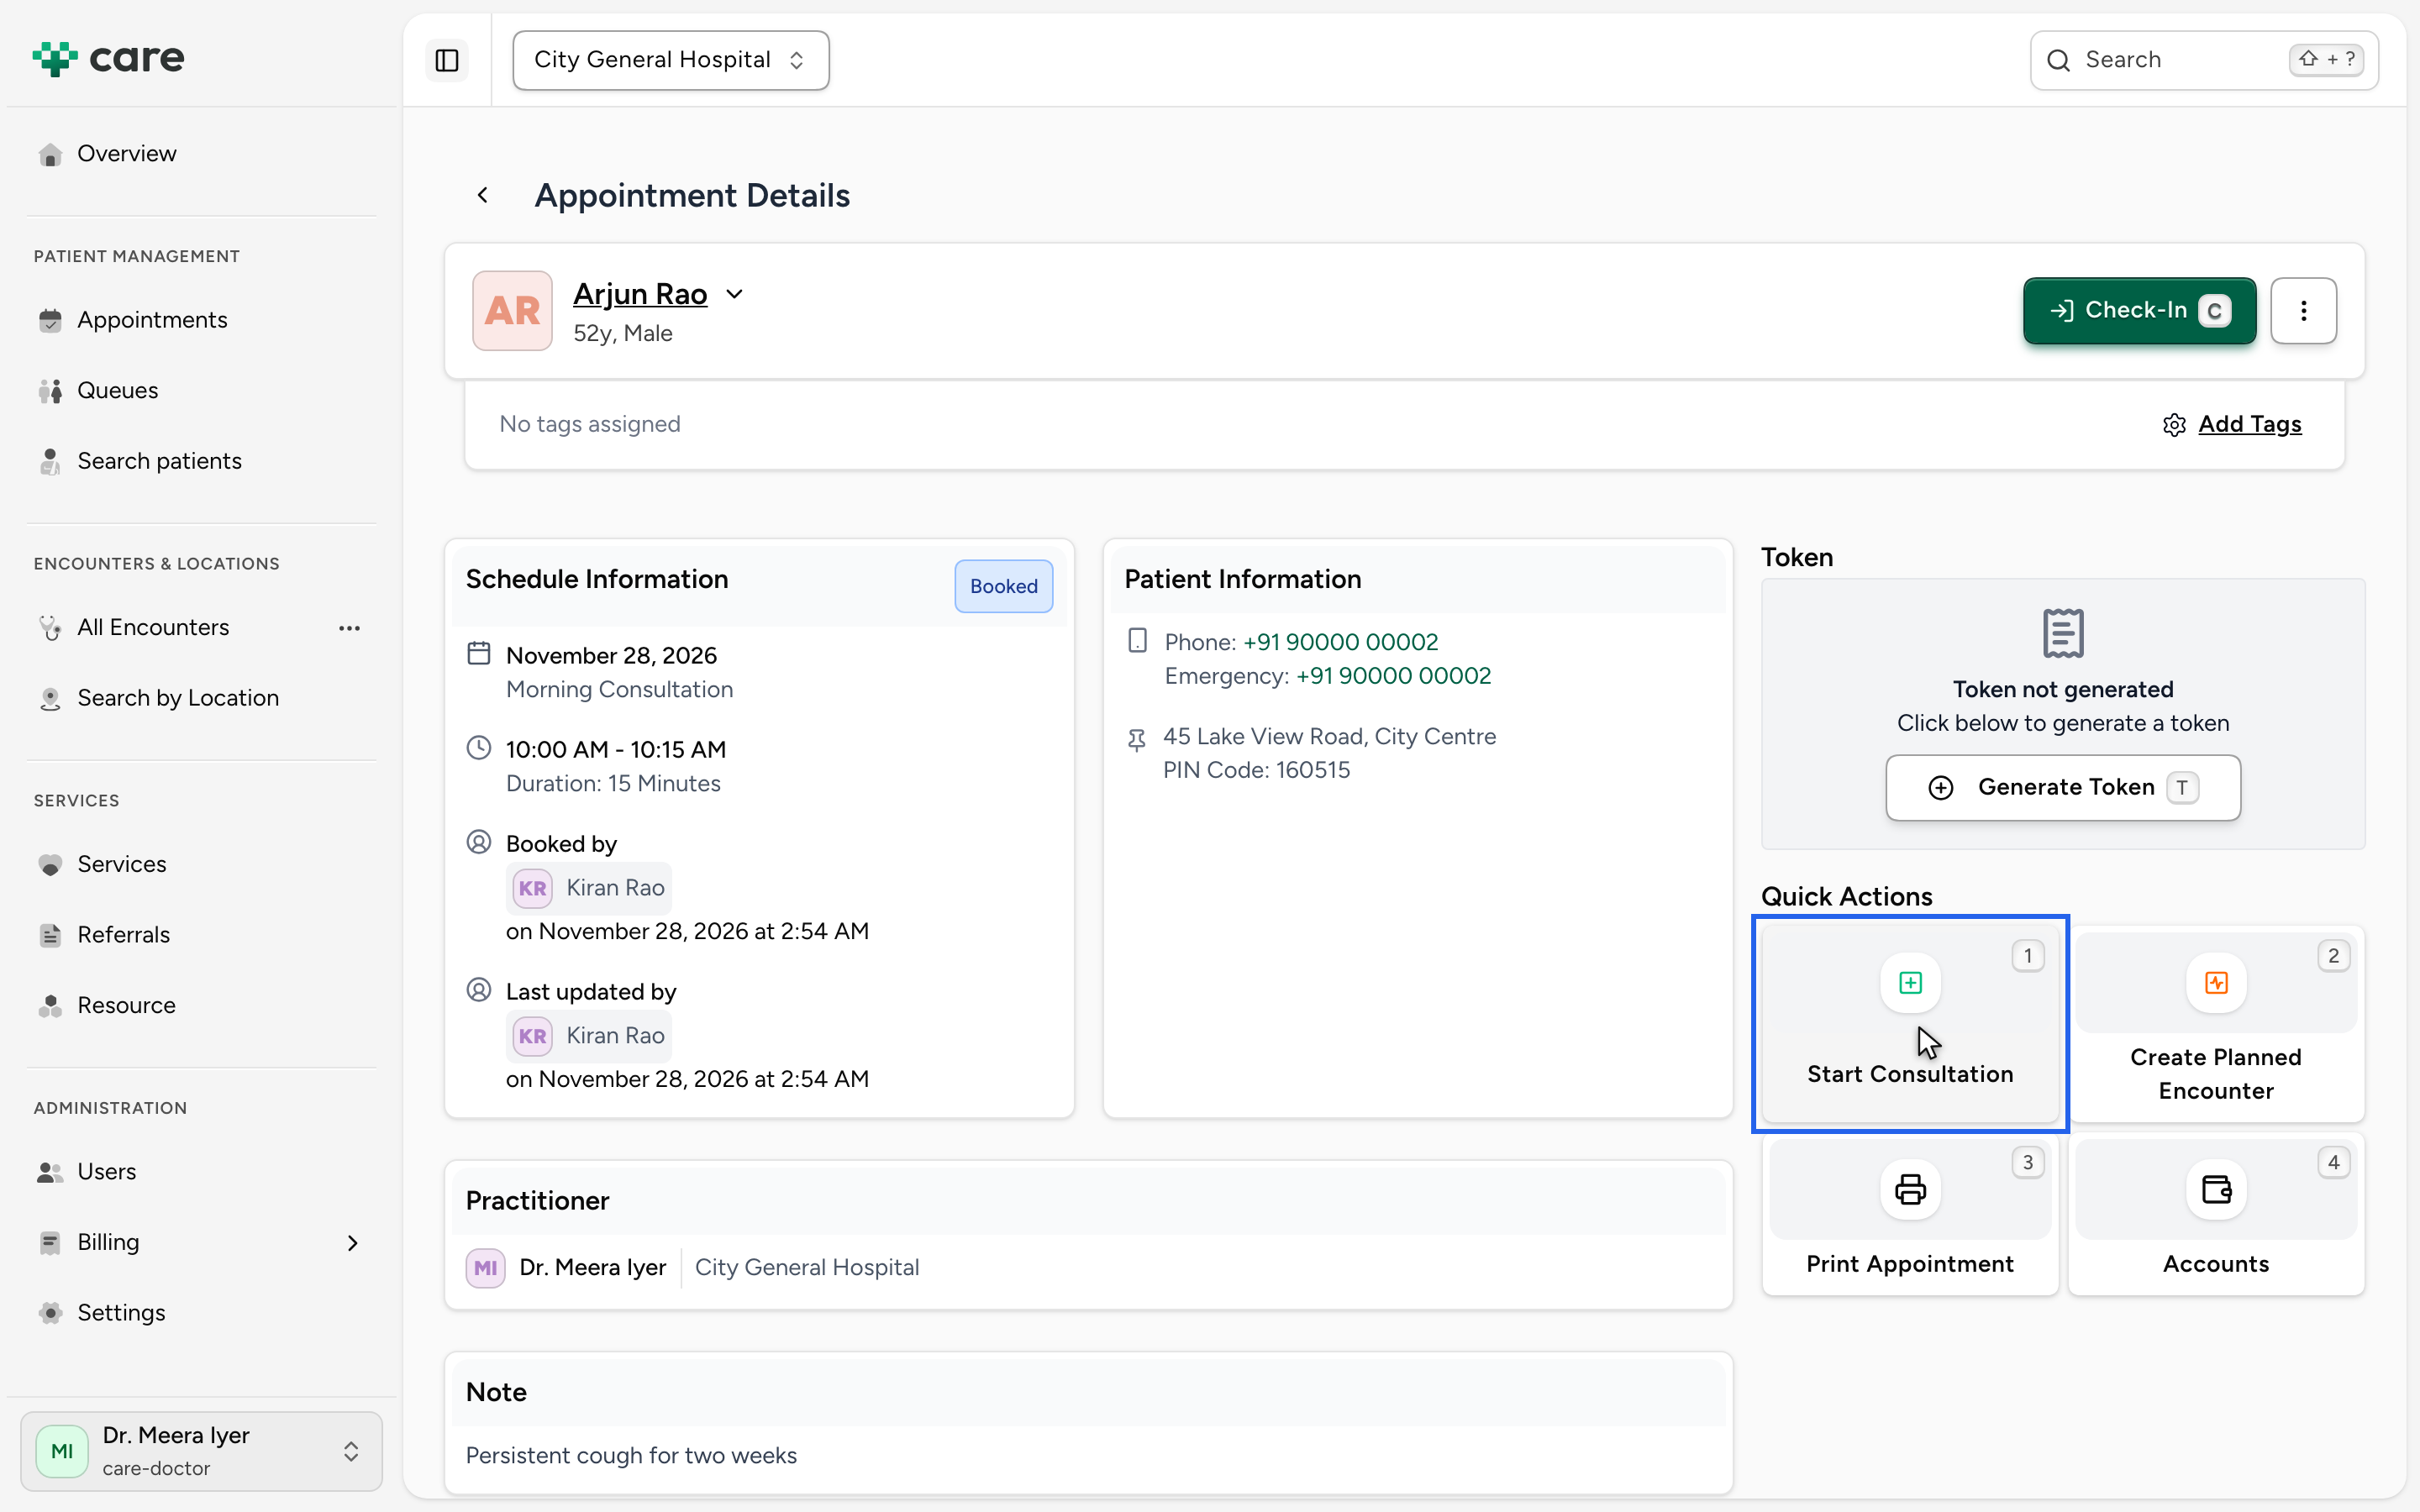 care
City General Hospital
Search
+ ?
Overview
PATIENT MANAGEMENT
Appointments
Queues
Search patients
ENCOUNTERS & LOCATIONS
All Encounters
Search by Location
SERVICES
Services
Referrals
Resource
ADMINISTRATION
Users
Billing
Settings
MI
Dr. Meera Iyer
care-doctor
Appointment Details
AR
Arjun Rao
52y, Male
Check-In C
No tags assigned
Add Tags
Schedule Information
Booked
November 28, 2026
Morning Consultation
10:00 AM - 10:15 AM
Duration: 15 Minutes
Booked by
KR Kiran Rao
on November 28, 2026 at 2:54 AM
Last updated by
KR Kiran Rao
on November 28, 2026 at 2:54 AM
Patient Information
Phone: +91 90000 00002
Emergency: +91 90000 00002
45 Lake View Road, City Centre
PIN Code: 160515
Token
Token not generated
Click below to generate a token
Generate Token T
Quick Actions
1
Start Consultation
2
Create Planned
Encounter
3
Print Appointment
4
Accounts
Practitioner
MI Dr. Meera Iyer City General Hospital
Note
Persistent cough for two weeks